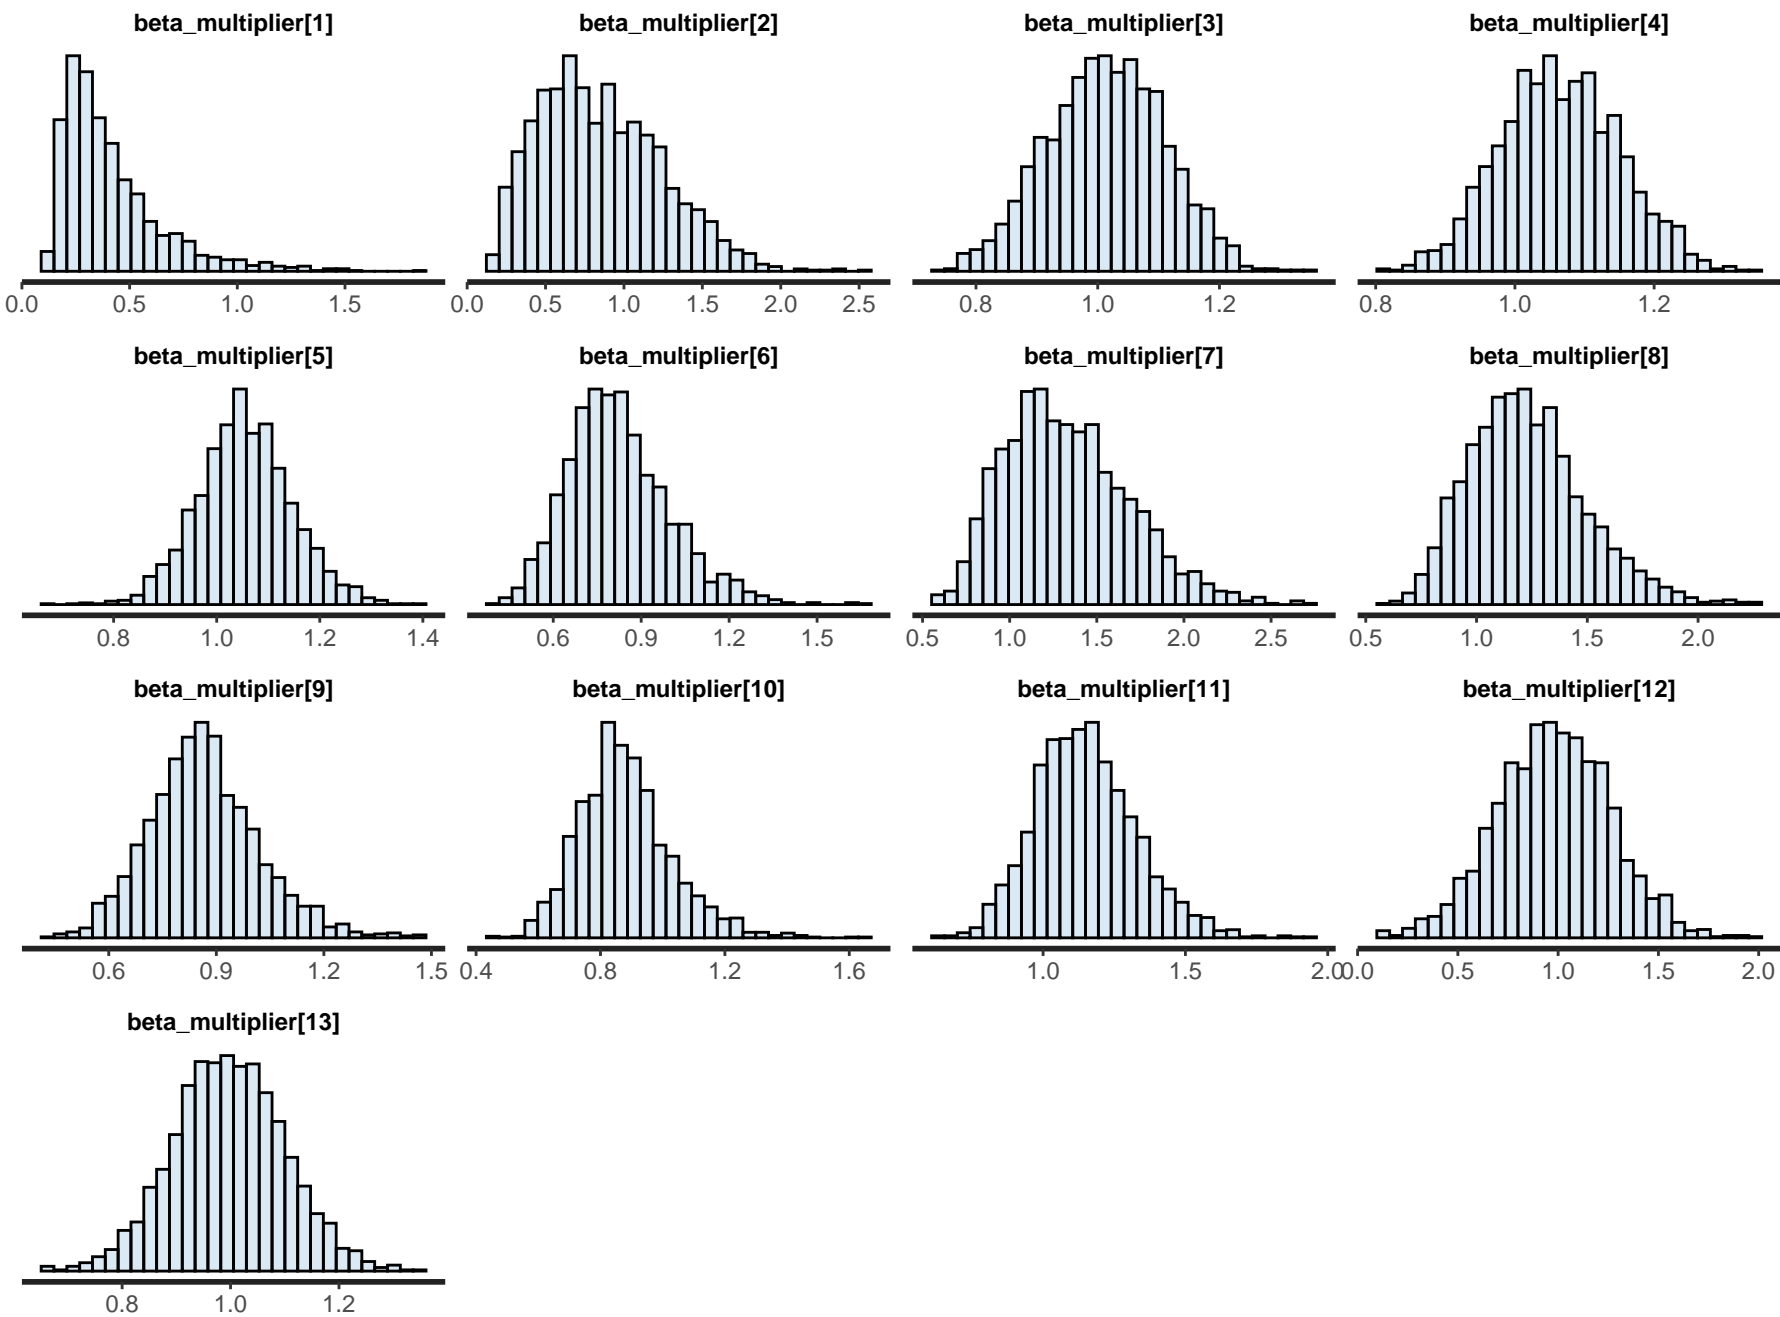 beta_multiplier[1] beta_multiplier[2] beta_multiplier[3] beta_multiplier[4]
0.0 0.5 1.0 1.5 0.0 0.5 1.0 1.5 2.0 2.5 0.8 1.0 1.2 0.8 1.0 1.2
beta_multiplier[5] beta_multiplier[6] beta_multiplier[7] beta_multiplier[8]
0.8 1.0 1.2 1.4 0.6 0.9 1.2 1.5 0.5 1.0 1.5 2.0 2.5 0.5 1.0 1.5 2.0
beta_multiplier[9] beta_multiplier[10] beta_multiplier[11] beta_multiplier[12]
0.6 0.9 1.2 1.5 0.4 0.8 1.2 1.6 1.0 1.5 2.0 0.0 0.5 1.0 1.5 2.0
beta_multiplier[13]
0.8 1.0 1.2